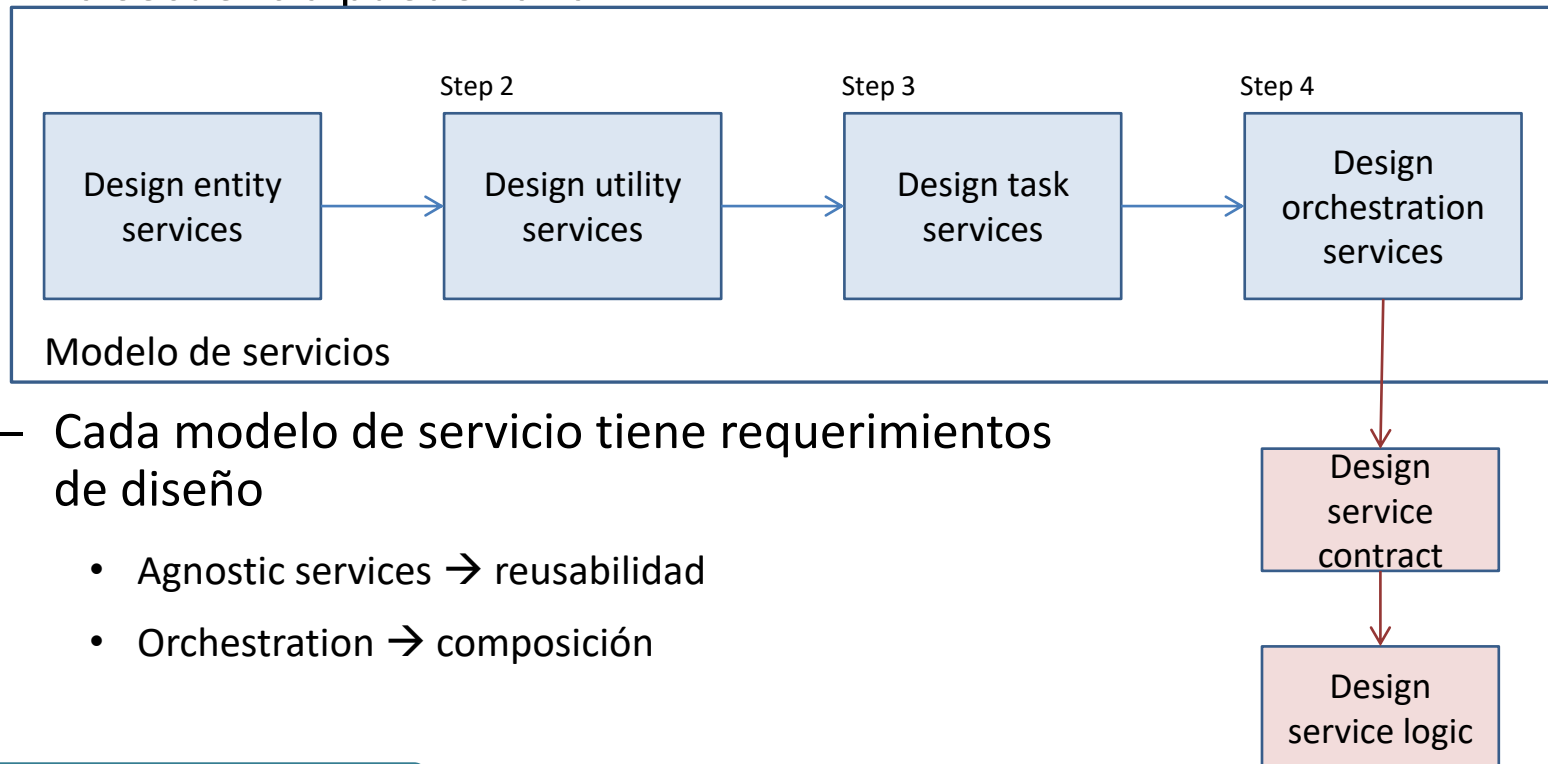 Step 2
Step 3
Step 4
Design entity
services
Design utility
services
Design task
services
Design
orchestration
services
Modelo de servicios
– Cada modelo de servicio tiene requerimientos
de diseño
• Agnostic services → reusabilidad
• Orchestration → composición
Design
service
contract
Design
service logic